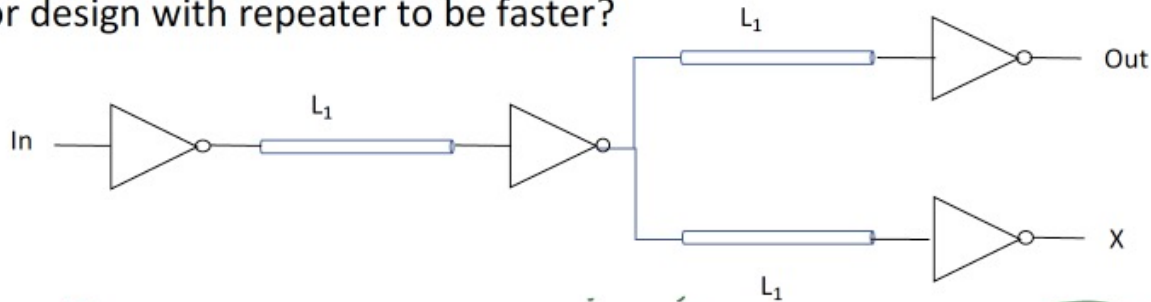 or design with repeater to be faster?
L₁
Out
L₁
In
X
L₁